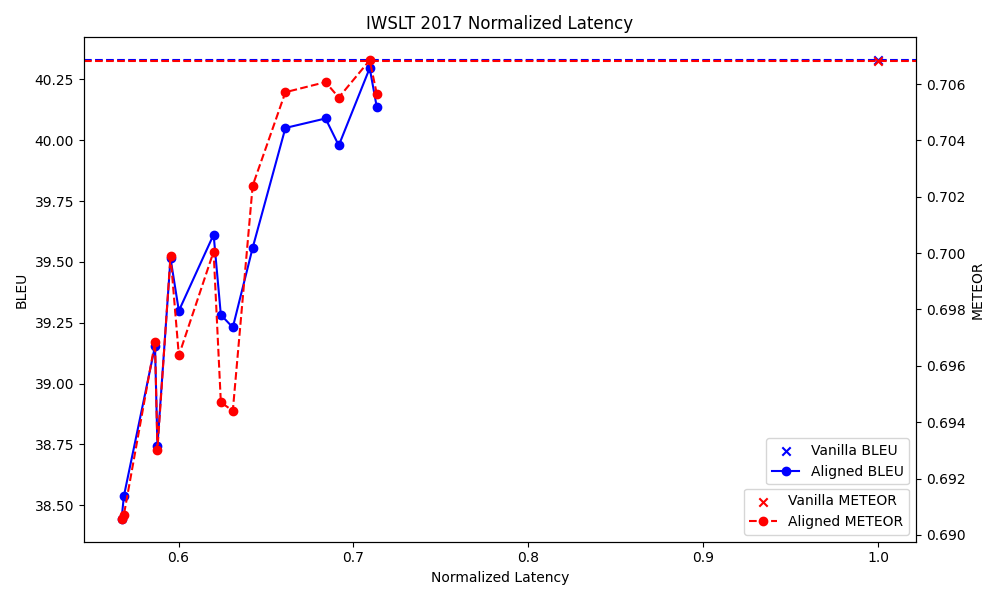 IWSLT 2017 Normalized Latency
BLEU
40.25
40.00
39.75
39.50
39.25
39.00
38.75
38.50
0.6
0.7
0.8
0.9
1.0
Normalized Latency
0.706
0.704
0.702
0.700
0.698
0.696
0.694
0.692
0.690
METEOR
Vanilla BLEU
Aligned BLEU
Vanilla METEOR
Aligned METEOR